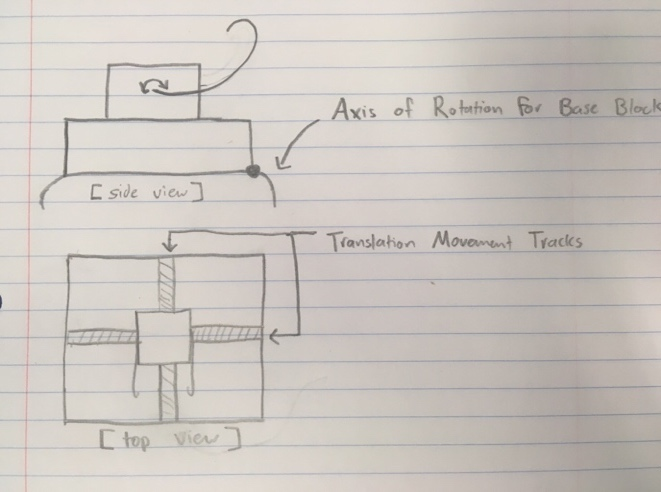 Axis of Rotation for Base Block
[side view]
Translation Movement Tracks
[top view]